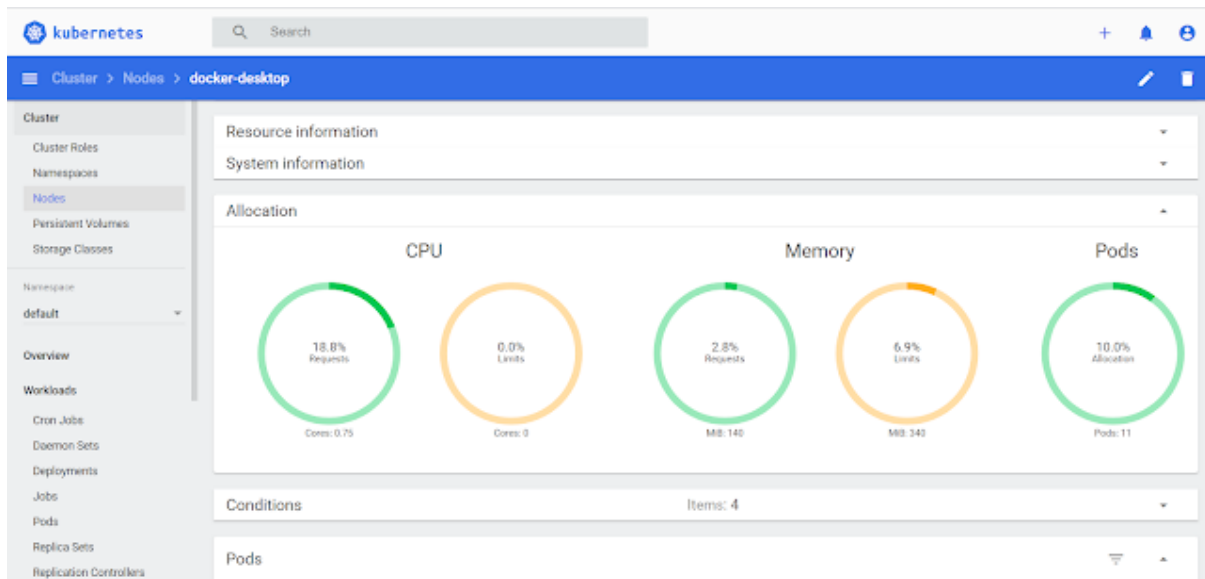 kubernetes
Search
Cluster > Nodes > docker-desktop
Cluster
Cluster Roles
Namespaces
Nodes
Persistent Volumes
Storage Classes
Namespace
default
Overview
Workloads
Cron Jobs
Daemon Sets
Deployments
Jobs
Pods
Replica Sets
Replication Controllers
Resource information
System information
Allocation
CPU
18.8%
Requests
Cores: 0.75
0.0%
Limits
Cores: 0
Memory
2.8%
Requests
MiB: 140
6.9%
Limits
MiB: 340
Pods
10.0%
Allocation
Pods: 11
Conditions
Items: 4
Pods